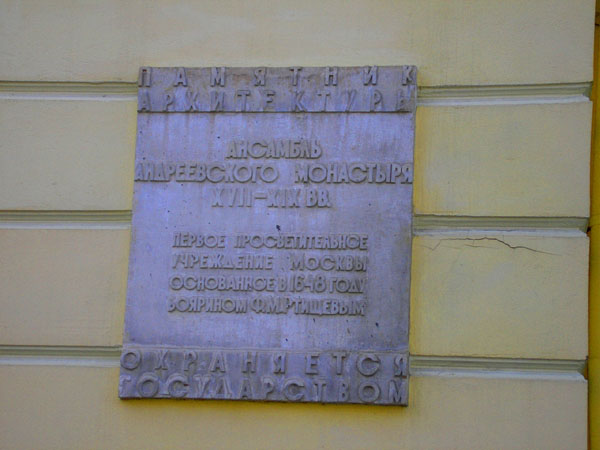 ПАМЯТНИК
АРХИТЕКТУРЫ
АНСАМБЛЬ
АНДРЕЕВСКОГО МОНАСТЫРЯ
XVII-XIX ВВ.
ПЕРВОЕ ПРОСВЕТИТЕЛЬНОЕ
УЧРЕЖДЕНИЕ МОСКВЫ
ОСНОВАННОЕ В 1648 ГОДУ
БОЯРИНОМ Ф.М.РТИЩЕВЫМ
ОХРАНЯЕТСЯ
ГОСУДАРСТВОМ